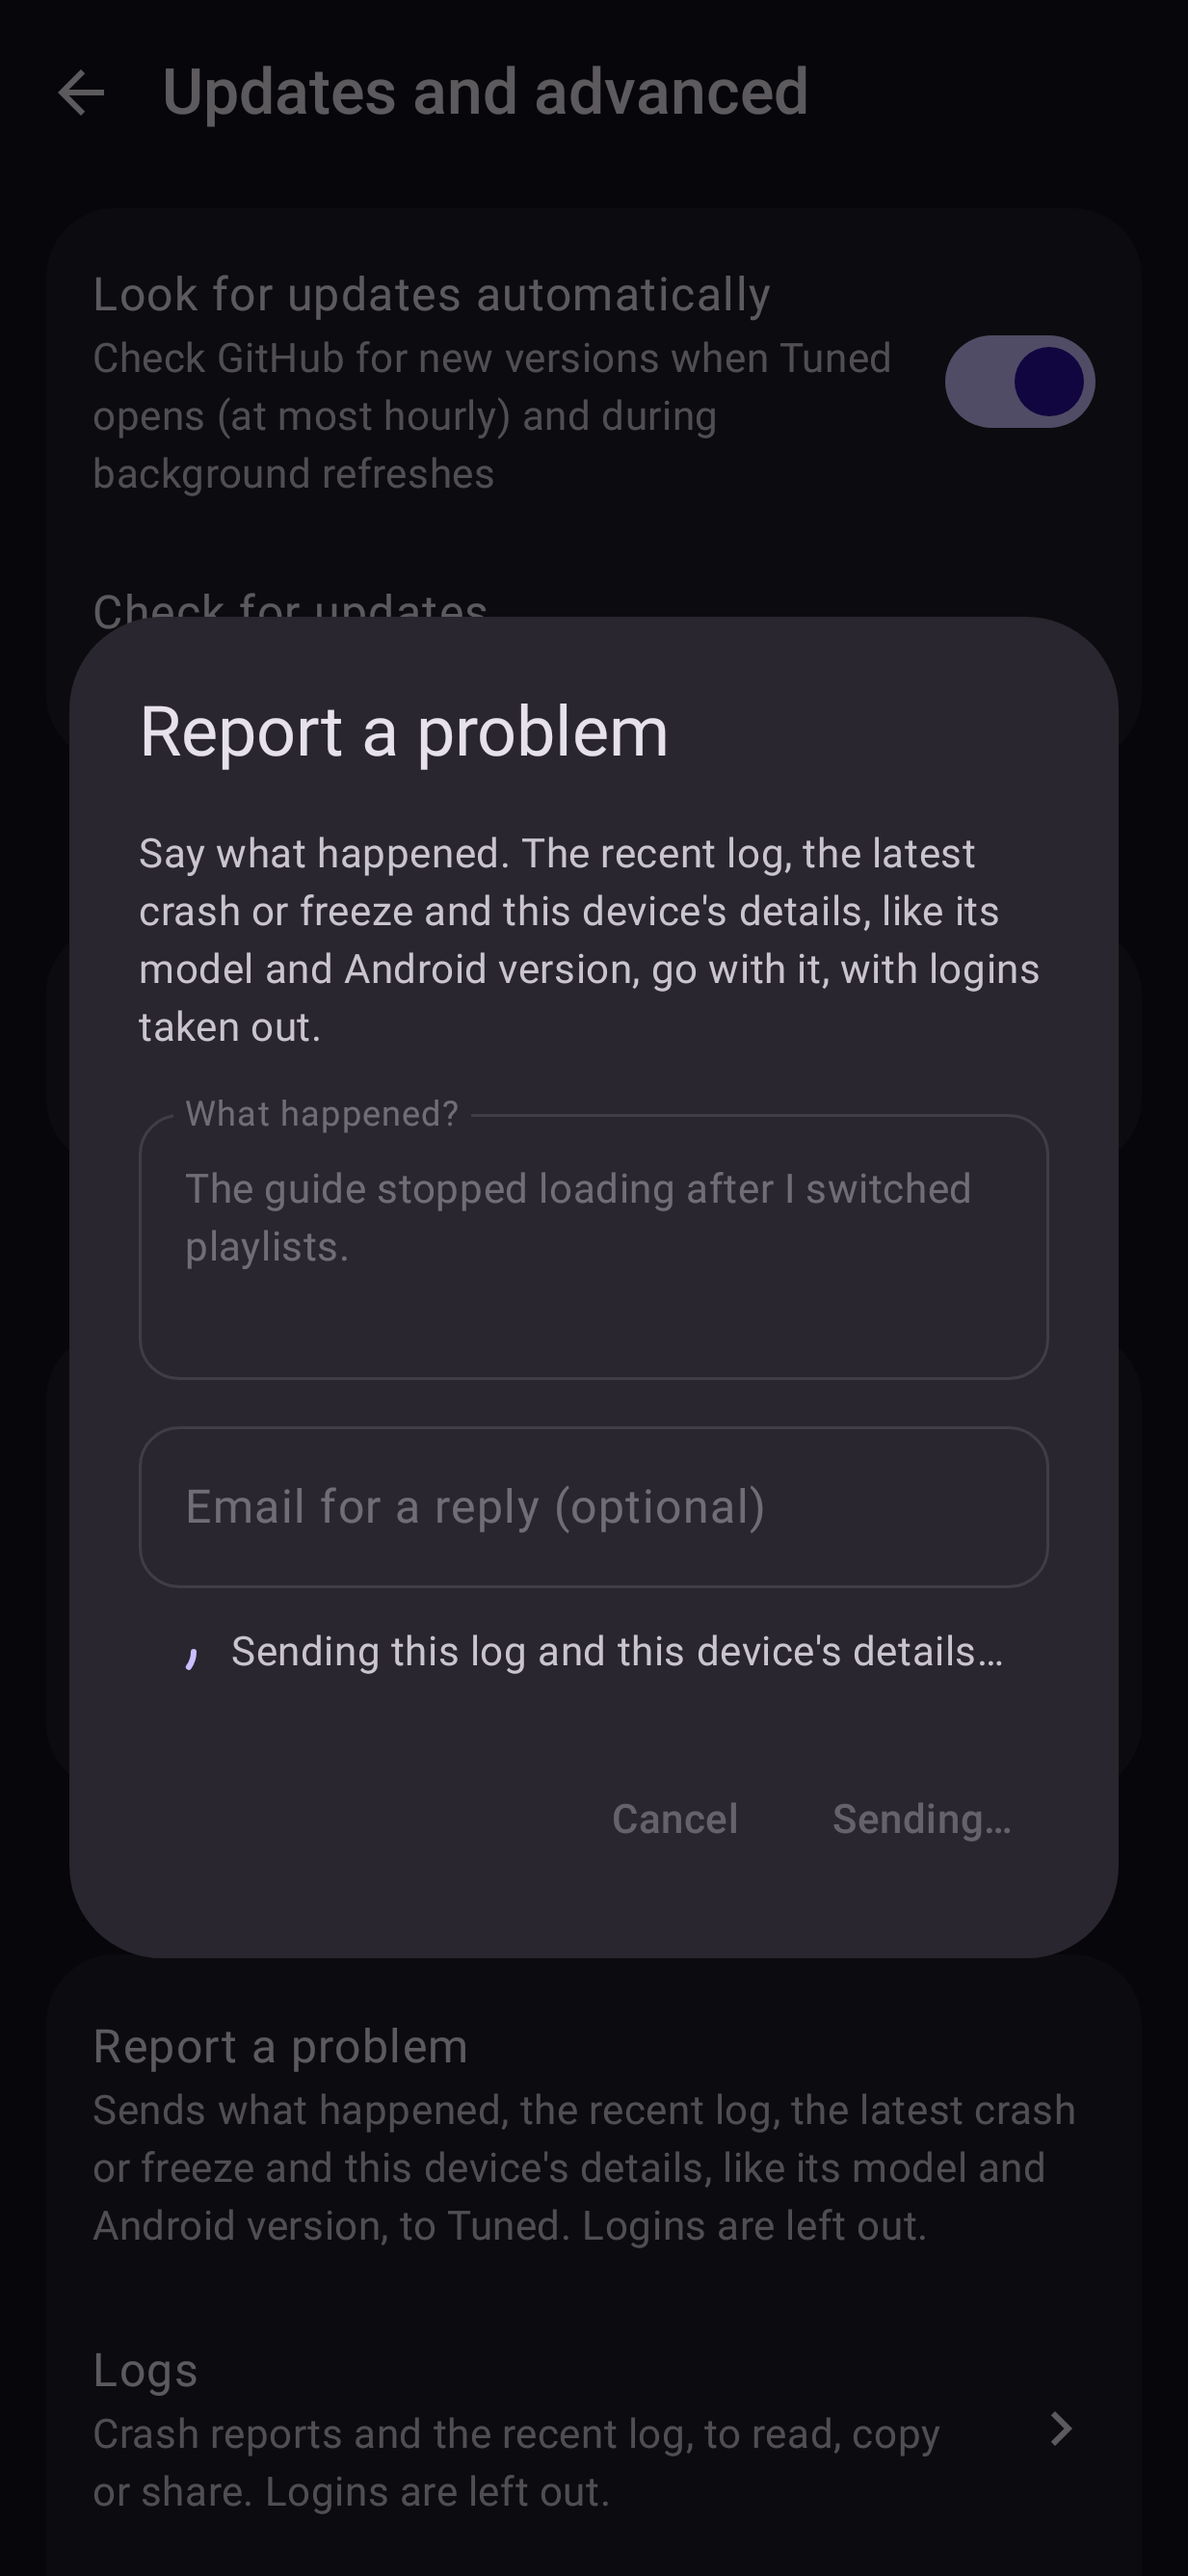 Updates and advanced
Look for updates automatically
Check GitHub for new versions when Tuned
opens (at most hourly) and during
background refreshes
Check for updates
Report a problem
Say what happened. The recent log, the latest
crash or freeze and this device's details, like its
model and Android version, go with it, with logins
taken out.
What happened?
The guide stopped loading after I switched
playlists.
Email for a reply (optional)
Sending this log and this device's details…
Cancel Sending…
Report a problem
Sends what happened, the recent log, the latest crash
or freeze and this device's details, like its model and
Android version, to Tuned. Logins are left out.
Logs
Crash reports and the recent log, to read, copy
or share. Logins are left out.